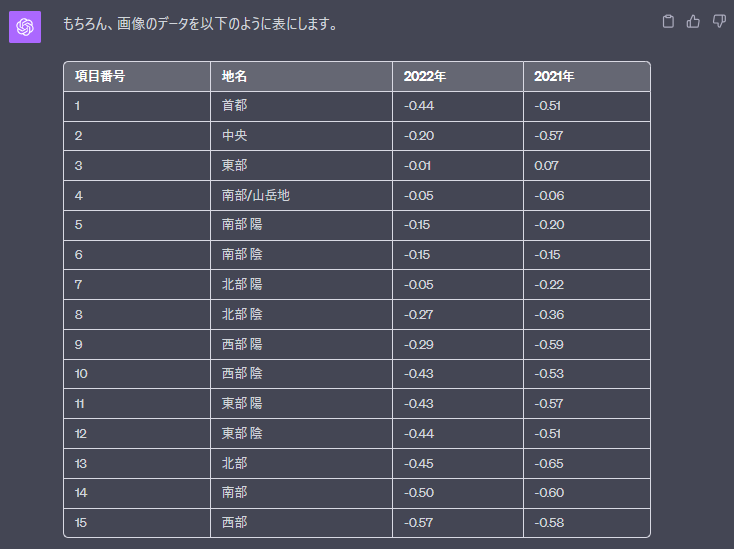 もちろん、画像のデータを以下のように表にします。
項目番号 地名 2022年 2021年
1 首都 -0.44 -0.51
2 中央 -0.20 -0.57
3 東部 -0.01 0.07
4 南部/山岳地 -0.05 -0.06
5 南部 陽 -0.15 -0.20
6 南部 陰 -0.15 -0.15
7 北部 陽 -0.05 -0.22
8 北部 陰 -0.27 -0.36
9 西部 陽 -0.29 -0.59
10 西部 陰 -0.43 -0.53
11 東部 陽 -0.43 -0.57
12 東部 陰 -0.44 -0.51
13 北部 -0.45 -0.65
14 南部 -0.50 -0.60
15 西部 -0.57 -0.58